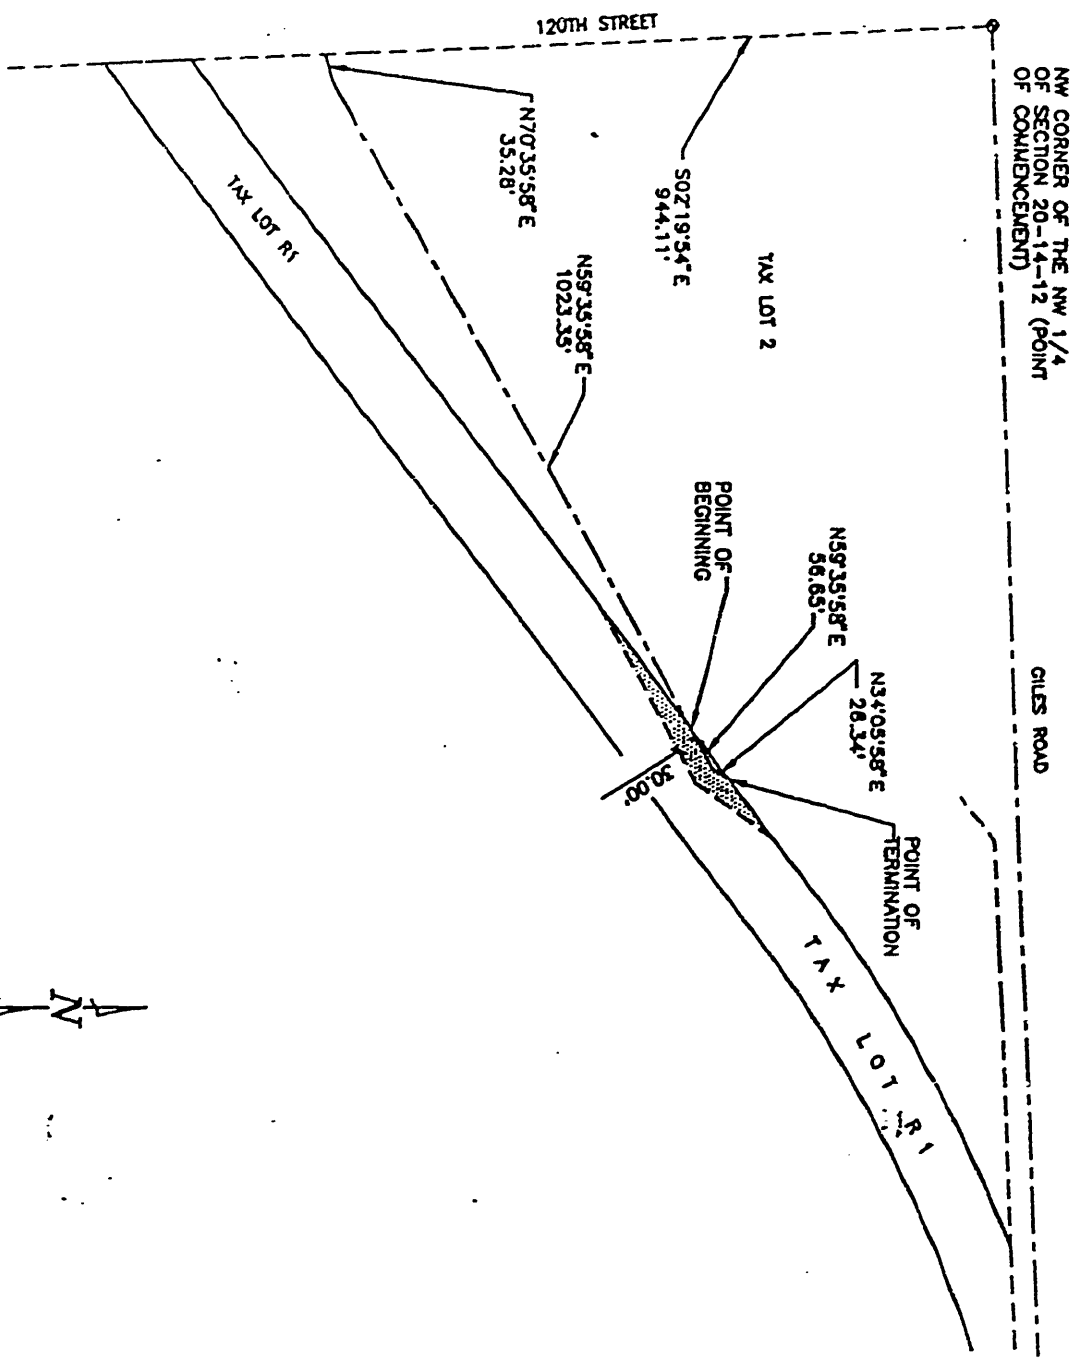 NW CORNER OF THE NW 1/4
OF SECTION 20-14-12 (POINT
OF COMMENCEMENT)
GILES ROAD
120TH STREET
S02°19'54"E
944.11'
TAX LOT 2
N70°35'58"E
35.28'
N59°35'58"E
1023.35'
POINT OF
BEGINNING
N59°35'58"E
56.65'
N34°05'58"E
26.34'
POINT OF
TERMINATION
30.00'
TAX LOT R1
TAX LOT R1
N